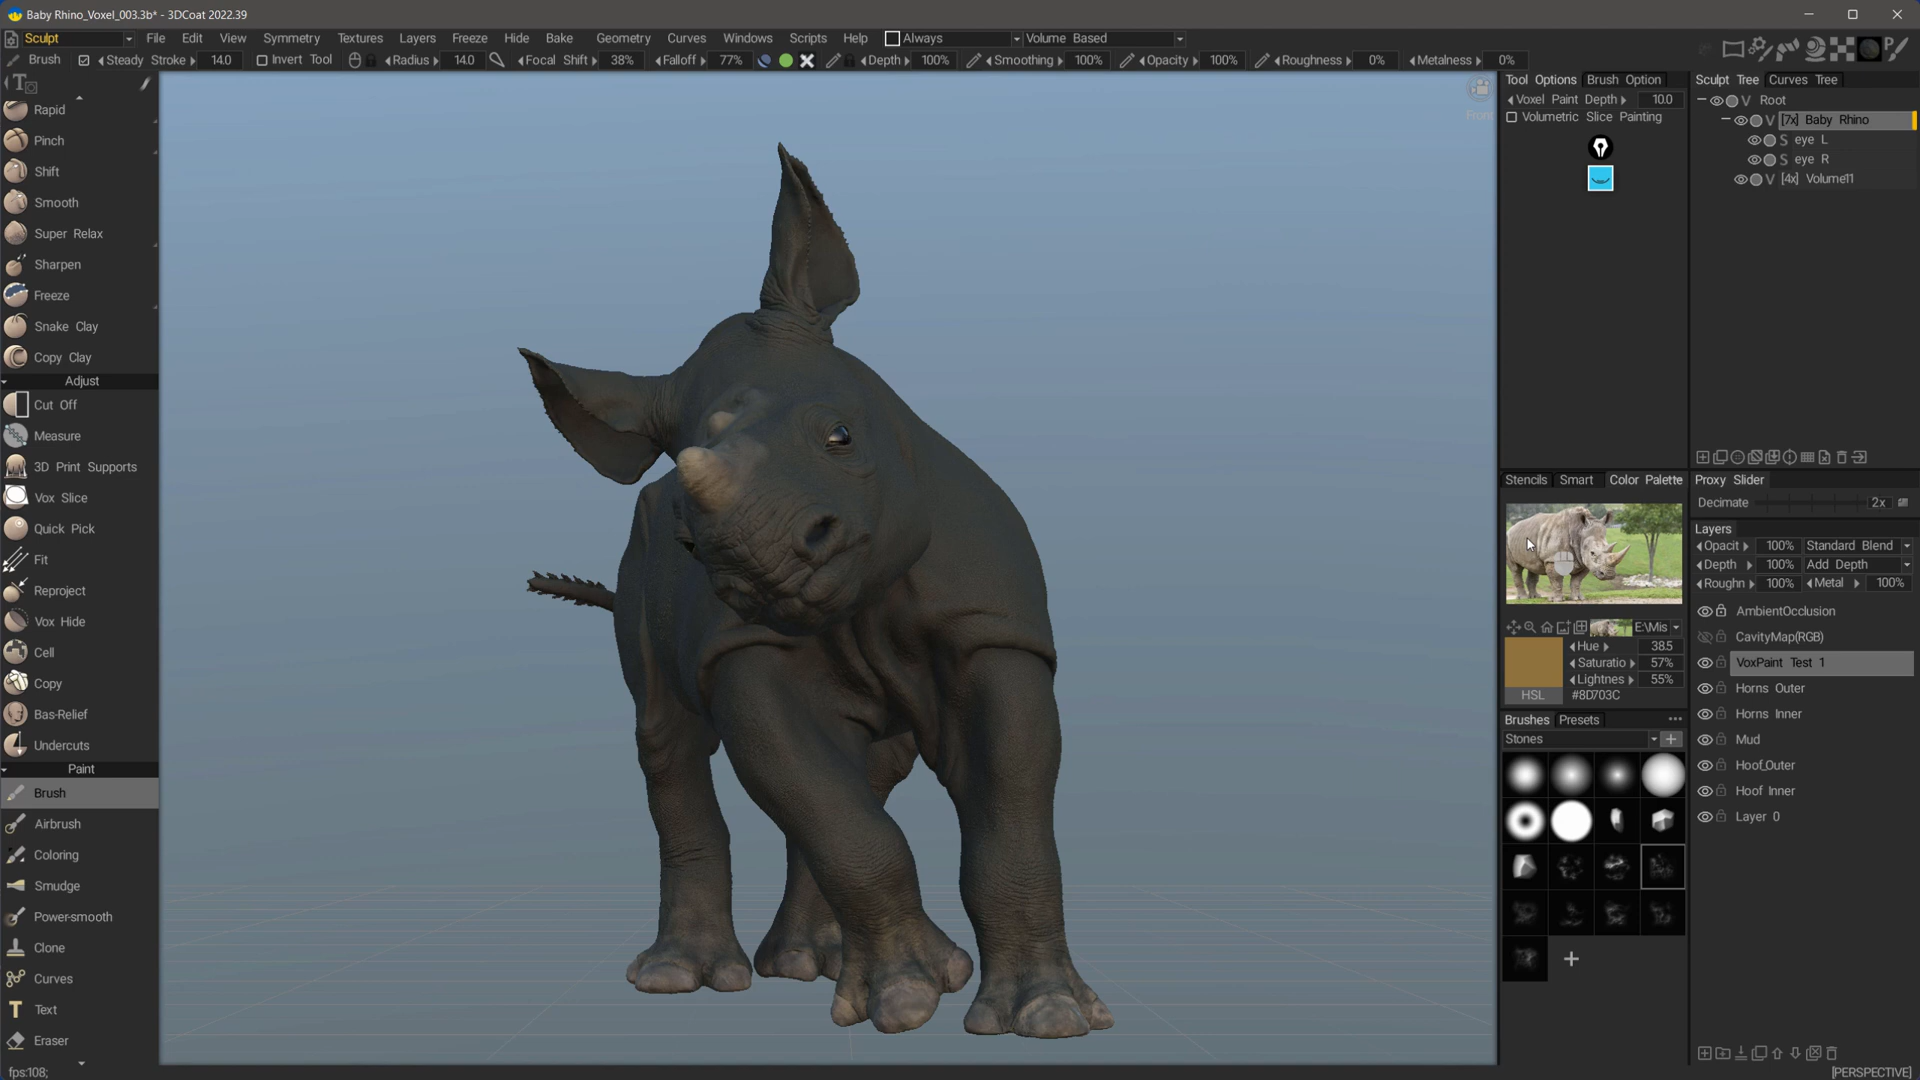 Baby Rhino_Voxel_003.3b* - 3DCoat 2022.39
Sculpt File Edit View Symmetry Textures Layers Freeze Hide Bake Geometry Curves Windows Scripts Help Always Volume Based
Brush Steady Stroke 14.0 Invert Tool Radius 14.0 Focal Shift 38% Falloff 77% Depth 100% Smoothing 100% Opacity 100% Roughness 0% Metalness 0%
Rapid
Pinch
Shift
Smooth
Super Relax
Sharpen
Freeze
Snake Clay
Copy Clay
Adjust
Cut Off
Measure
3D Print Supports
Vox Slice
Quick Pick
Fit
Reproject
Vox Hide
Cell
Copy
Bas-Relief
Undercuts
Paint
Brush
Airbrush
Coloring
Smudge
Power-smooth
Clone
Curves
Text
Eraser
fps:108;
Front
Tool Options Brush Option
Voxel Paint Depth 10.0
Volumetric Slice Painting
Stencils Smart Color Palette
E:\Mis
Hue 38.5
Saturatio 57%
Lightnes 55%
HSL #8D703C
Brushes Presets
Stones
Sculpt Tree Curves Tree
V Root
V [7x] Baby Rhino
S eye L
S eye R
V [4x] Volume11
Proxy Slider
Decimate 2x
Layers
Opacit 100% Standard Blend
Depth 100% Add Depth
Roughn 100% Metal 100%
AmbientOcclusion
CavityMap(RGB)
VoxPaint Test 1
Horns Outer
Horns Inner
Mud
Hoof_Outer
Hoof Inner
Layer 0
[PERSPECTIVE]